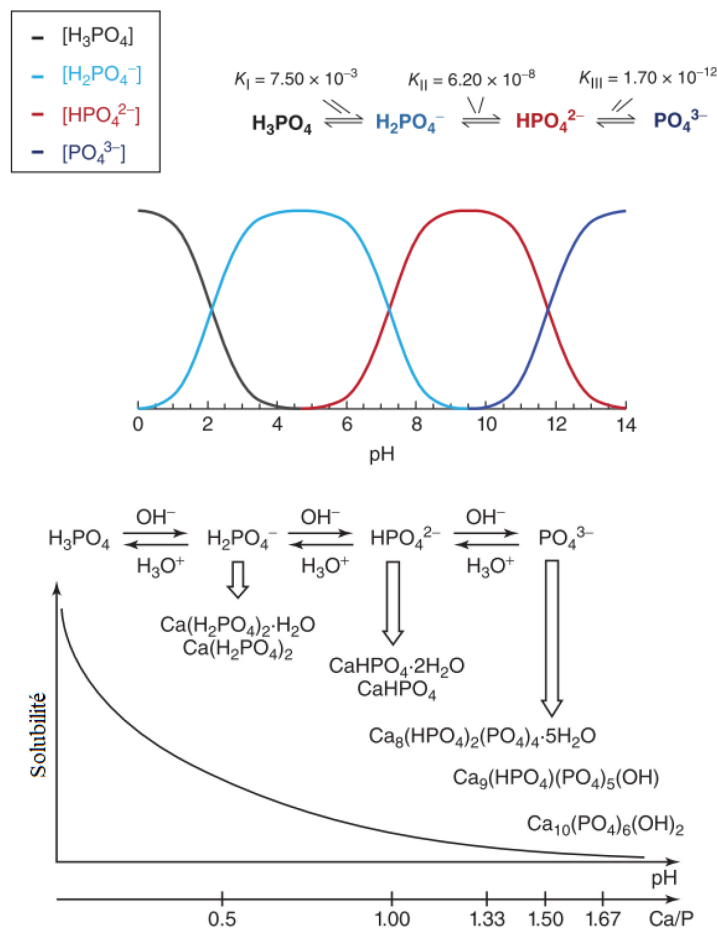 [H₃PO₄]
[H₂PO₄⁻]
[HPO₄²⁻]
[PO₄³⁻]
K_I = 7.50 × 10⁻³ K_II = 6.20 × 10⁻⁸ K_III = 1.70 × 10⁻¹²
H₃PO₄ ⇌ H₂PO₄⁻ ⇌ HPO₄²⁻ ⇌ PO₄³⁻
0 2 4 6 8 10 12 14
pH
OH⁻ OH⁻ OH⁻
H₃PO₄ ⇌ H₂PO₄⁻ ⇌ HPO₄²⁻ ⇌ PO₄³⁻
H₃O⁺ H₃O⁺ H₃O⁺
Ca(H₂PO₄)₂·H₂O
Ca(H₂PO₄)₂
CaHPO₄·2H₂O
CaHPO₄
Ca₈(HPO₄)₂(PO₄)₄·5H₂O
Ca₉(HPO₄)(PO₄)₅(OH)
Ca₁₀(PO₄)₆(OH)₂
Solubilité
pH
0.5 1.00 1.33 1.50 1.67 Ca/P